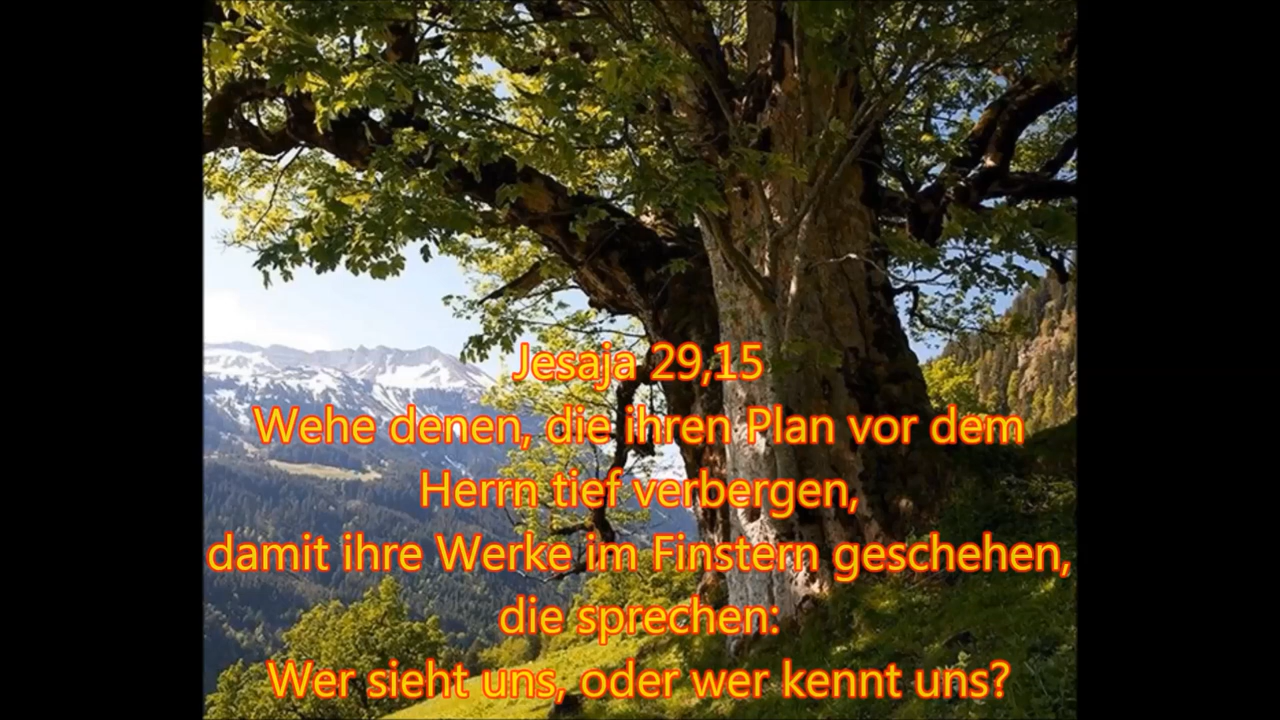 Jesaja 29,15
Wehe denen, die ihren Plan vor dem
Herrn tief verbergen,
damit ihre Werke im Finstern geschehen,
die sprechen:
Wer sieht uns, oder wer kennt uns?